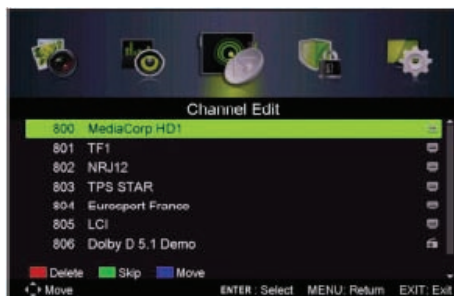 Channel Edit
800 MediaCorp HD1
801 TF1
802 NRJ12
803 TPS STAR
804 Eurosport France
805 LCI
806 Dolby D 5.1 Demo
Delete Skip Move
Move ENTER : Select MENU: Return EXIT: Exit